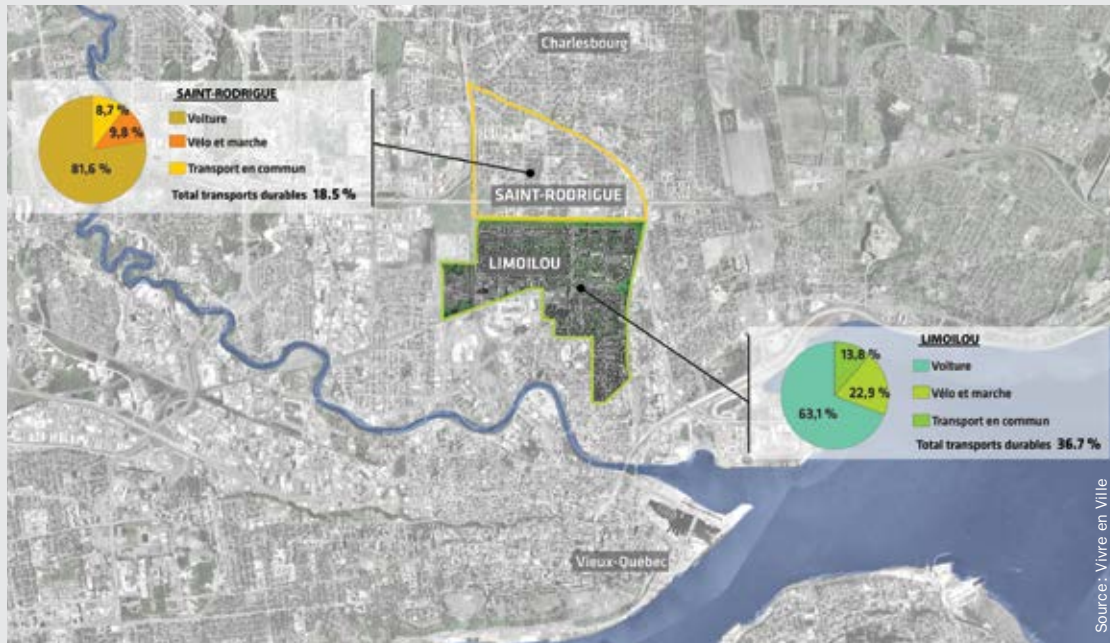 Charlesbourg
SAINT-RODRIGUE
8,7 %
9,8 %
81,6 %
Voiture
Vélo et marche
Transport en commun
Total transports durables 18.5 %
SAINT-RODRIGUE
LIMOILOU
LIMOILOU
13,8 %
22,9 %
63,1 %
Voiture
Vélo et marche
Transport en commun
Total transports durables 36.7 %
Vieux-Québec
Source: Vivre en Ville